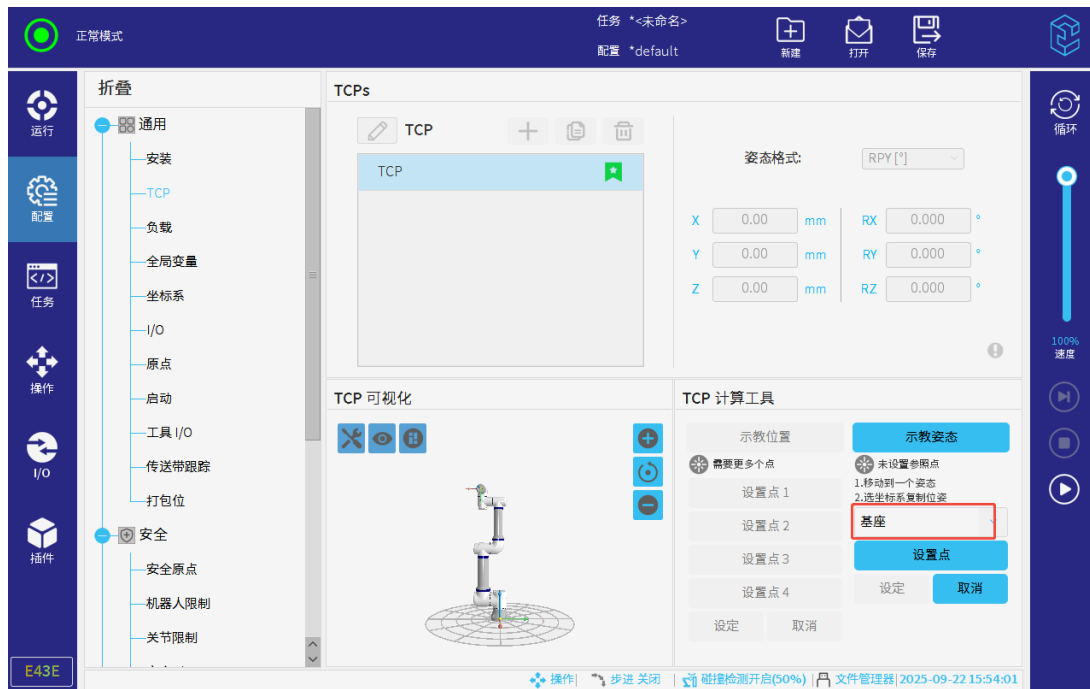 正常模式
任务 *<未命名>
配置 *default
新建
打开
保存
运行
配置
任务
操作
I/O
插件
E43E
折叠
通用
安装
TCP
负载
全局变量
坐标系
I/O
原点
启动
工具 I/O
传送带跟踪
打包位
安全
安全原点
机器人限制
关节限制
TCPs
TCP
TCP
姿态格式:
RPY [°]
X 0.00 mm RX 0.000 °
Y 0.00 mm RY 0.000 °
Z 0.00 mm RZ 0.000 °
TCP 可视化
TCP 计算工具
示教位置
需要更多个点
设置点 1
设置点 2
设置点 3
设置点 4
设定 取消
示教姿态
未设置参照点
1.移动到一个姿态
2.选坐标系复制位姿
基座
设置点
设定 取消
循环
100%
速度
操作| 步进 关闭 | 碰撞检测开启(50%) | 文件管理器|2025-09-22 15:54:01